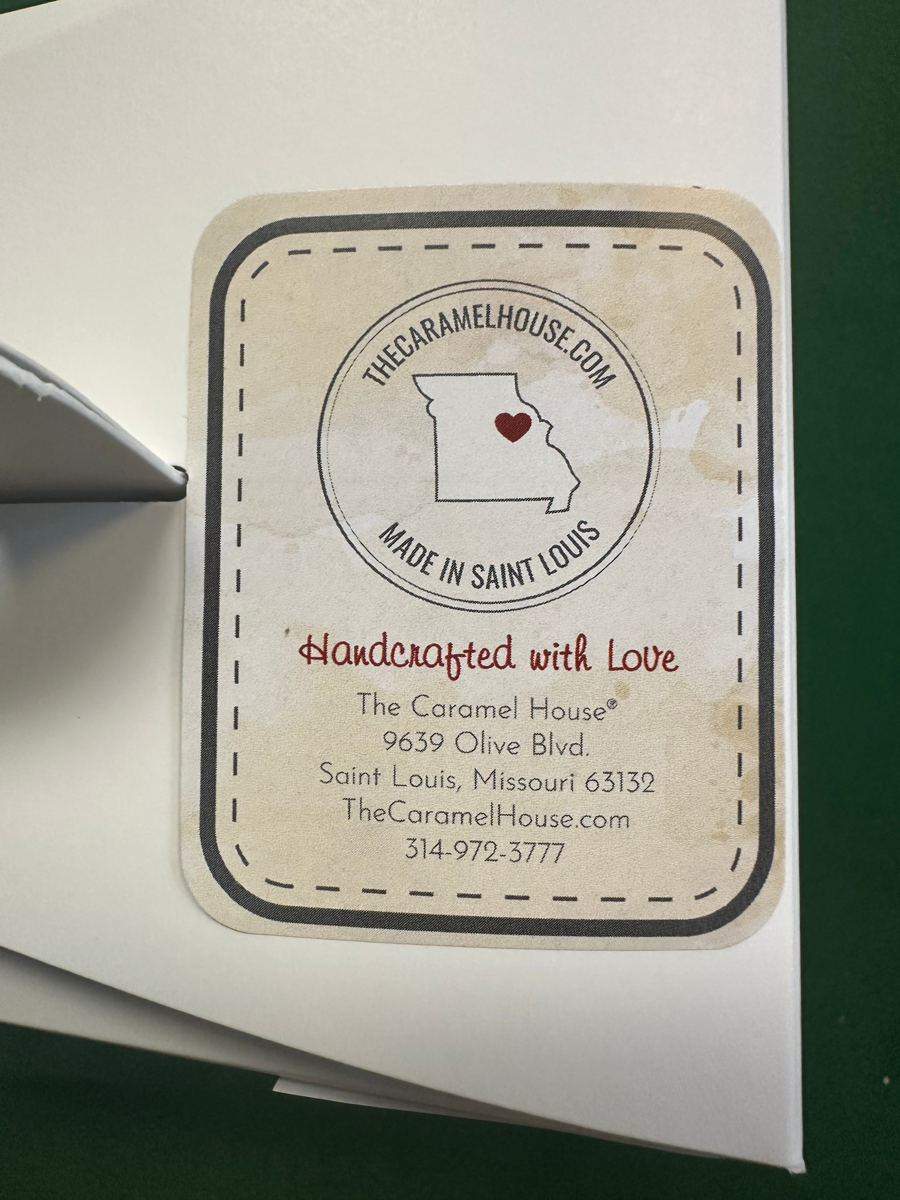 THECARAMELHOUSE.COM
MADE IN SAINT LOUIS
Handcrafted with Love
The Caramel House®
9639 Olive Blvd.
Saint Louis, Missouri 63132
TheCaramelHouse.com
314-972-3777